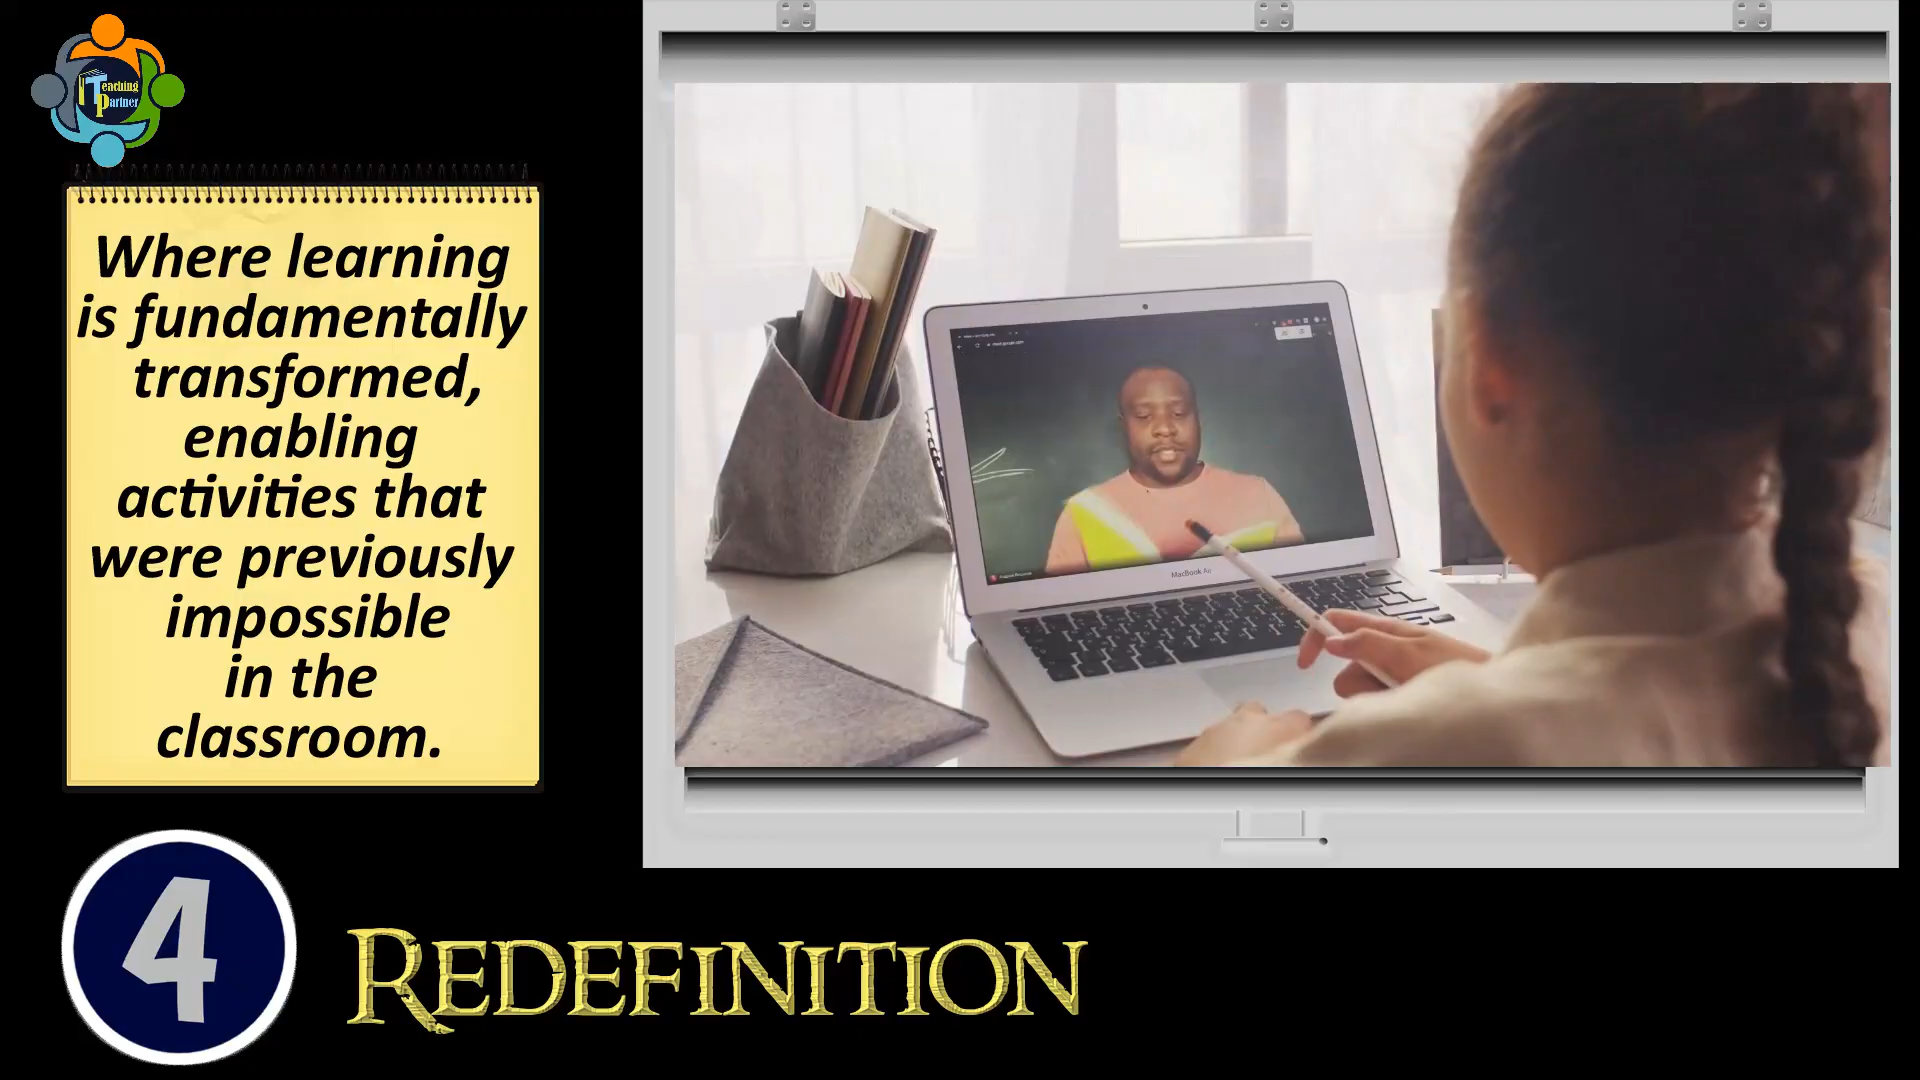 Teaching
Partner
Where learning
is fundamentally
transformed,
enabling
activities that
were previously
impossible
in the
classroom.
MacBook Air
4
REDEFINITION